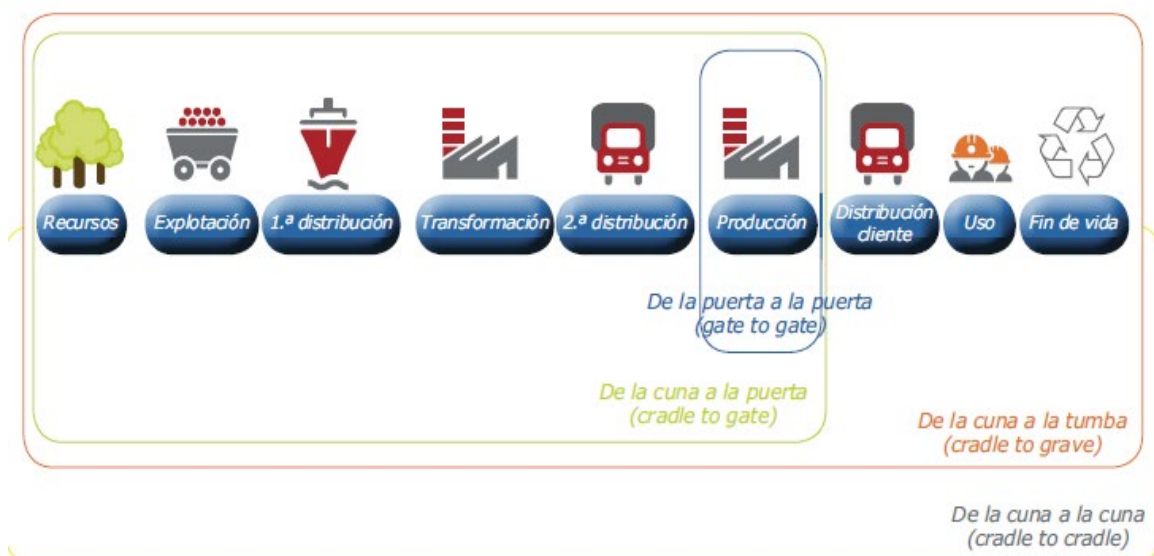 Recursos
Explotación
1.ª distribución
Transformación
2.ª distribución
Producción
Distribución
cliente
Uso
Fin de vida
De la puerta a la puerta
(gate to gate)
De la cuna a la puerta
(cradle to gate)
De la cuna a la tumba
(cradle to grave)
De la cuna a la cuna
(cradle to cradle)